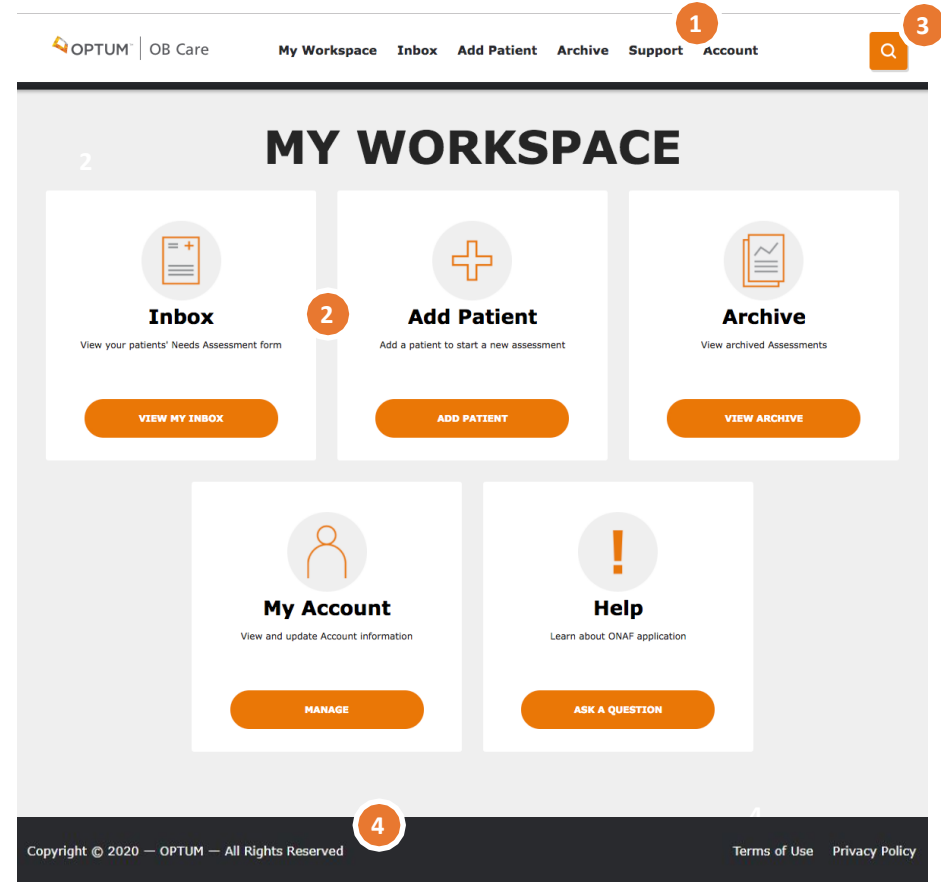 1
3
OPTUM™ | OB Care
My Workspace Inbox Add Patient Archive Support Account
MY WORKSPACE
2
Inbox
2
Add Patient
Archive
View your patients' Needs Assessment form
Add a patient to start a new assessment
View archived Assessments
VIEW MY INBOX
ADD PATIENT
VIEW ARCHIVE
My Account
Help
View and update Account information
Learn about ONAF application
MANAGE
ASK A QUESTION
4
4
Copyright © 2020 — OPTUM — All Rights Reserved
Terms of Use Privacy Policy